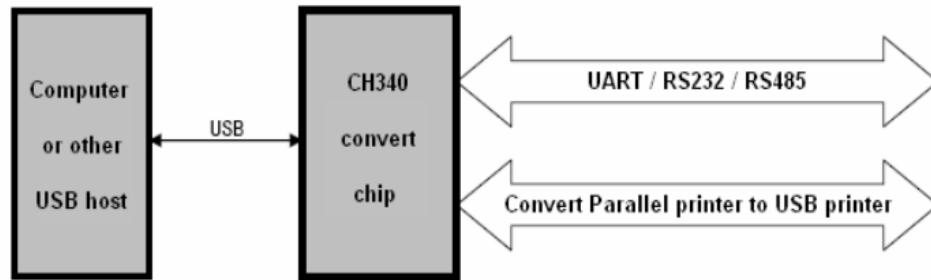 Computer
or other
USB host
USB
CH340
convert
chip
UART / RS232 / RS485
Convert Parallel printer to USB printer